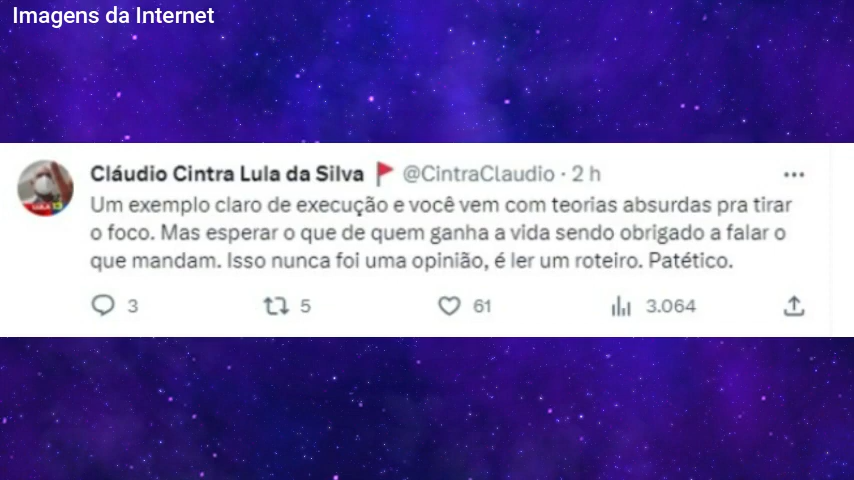 Imagens da Internet
Cláudio Cintra Lula da Silva 🚩 @CintraClaudio · 2 h
Um exemplo claro de execução e você vem com teorias absurdas pra tirar
o foco. Mas esperar o que de quem ganha a vida sendo obrigado a falar o
que mandam. Isso nunca foi uma opinião, é ler um roteiro. Patético.
3 5 61 3.064